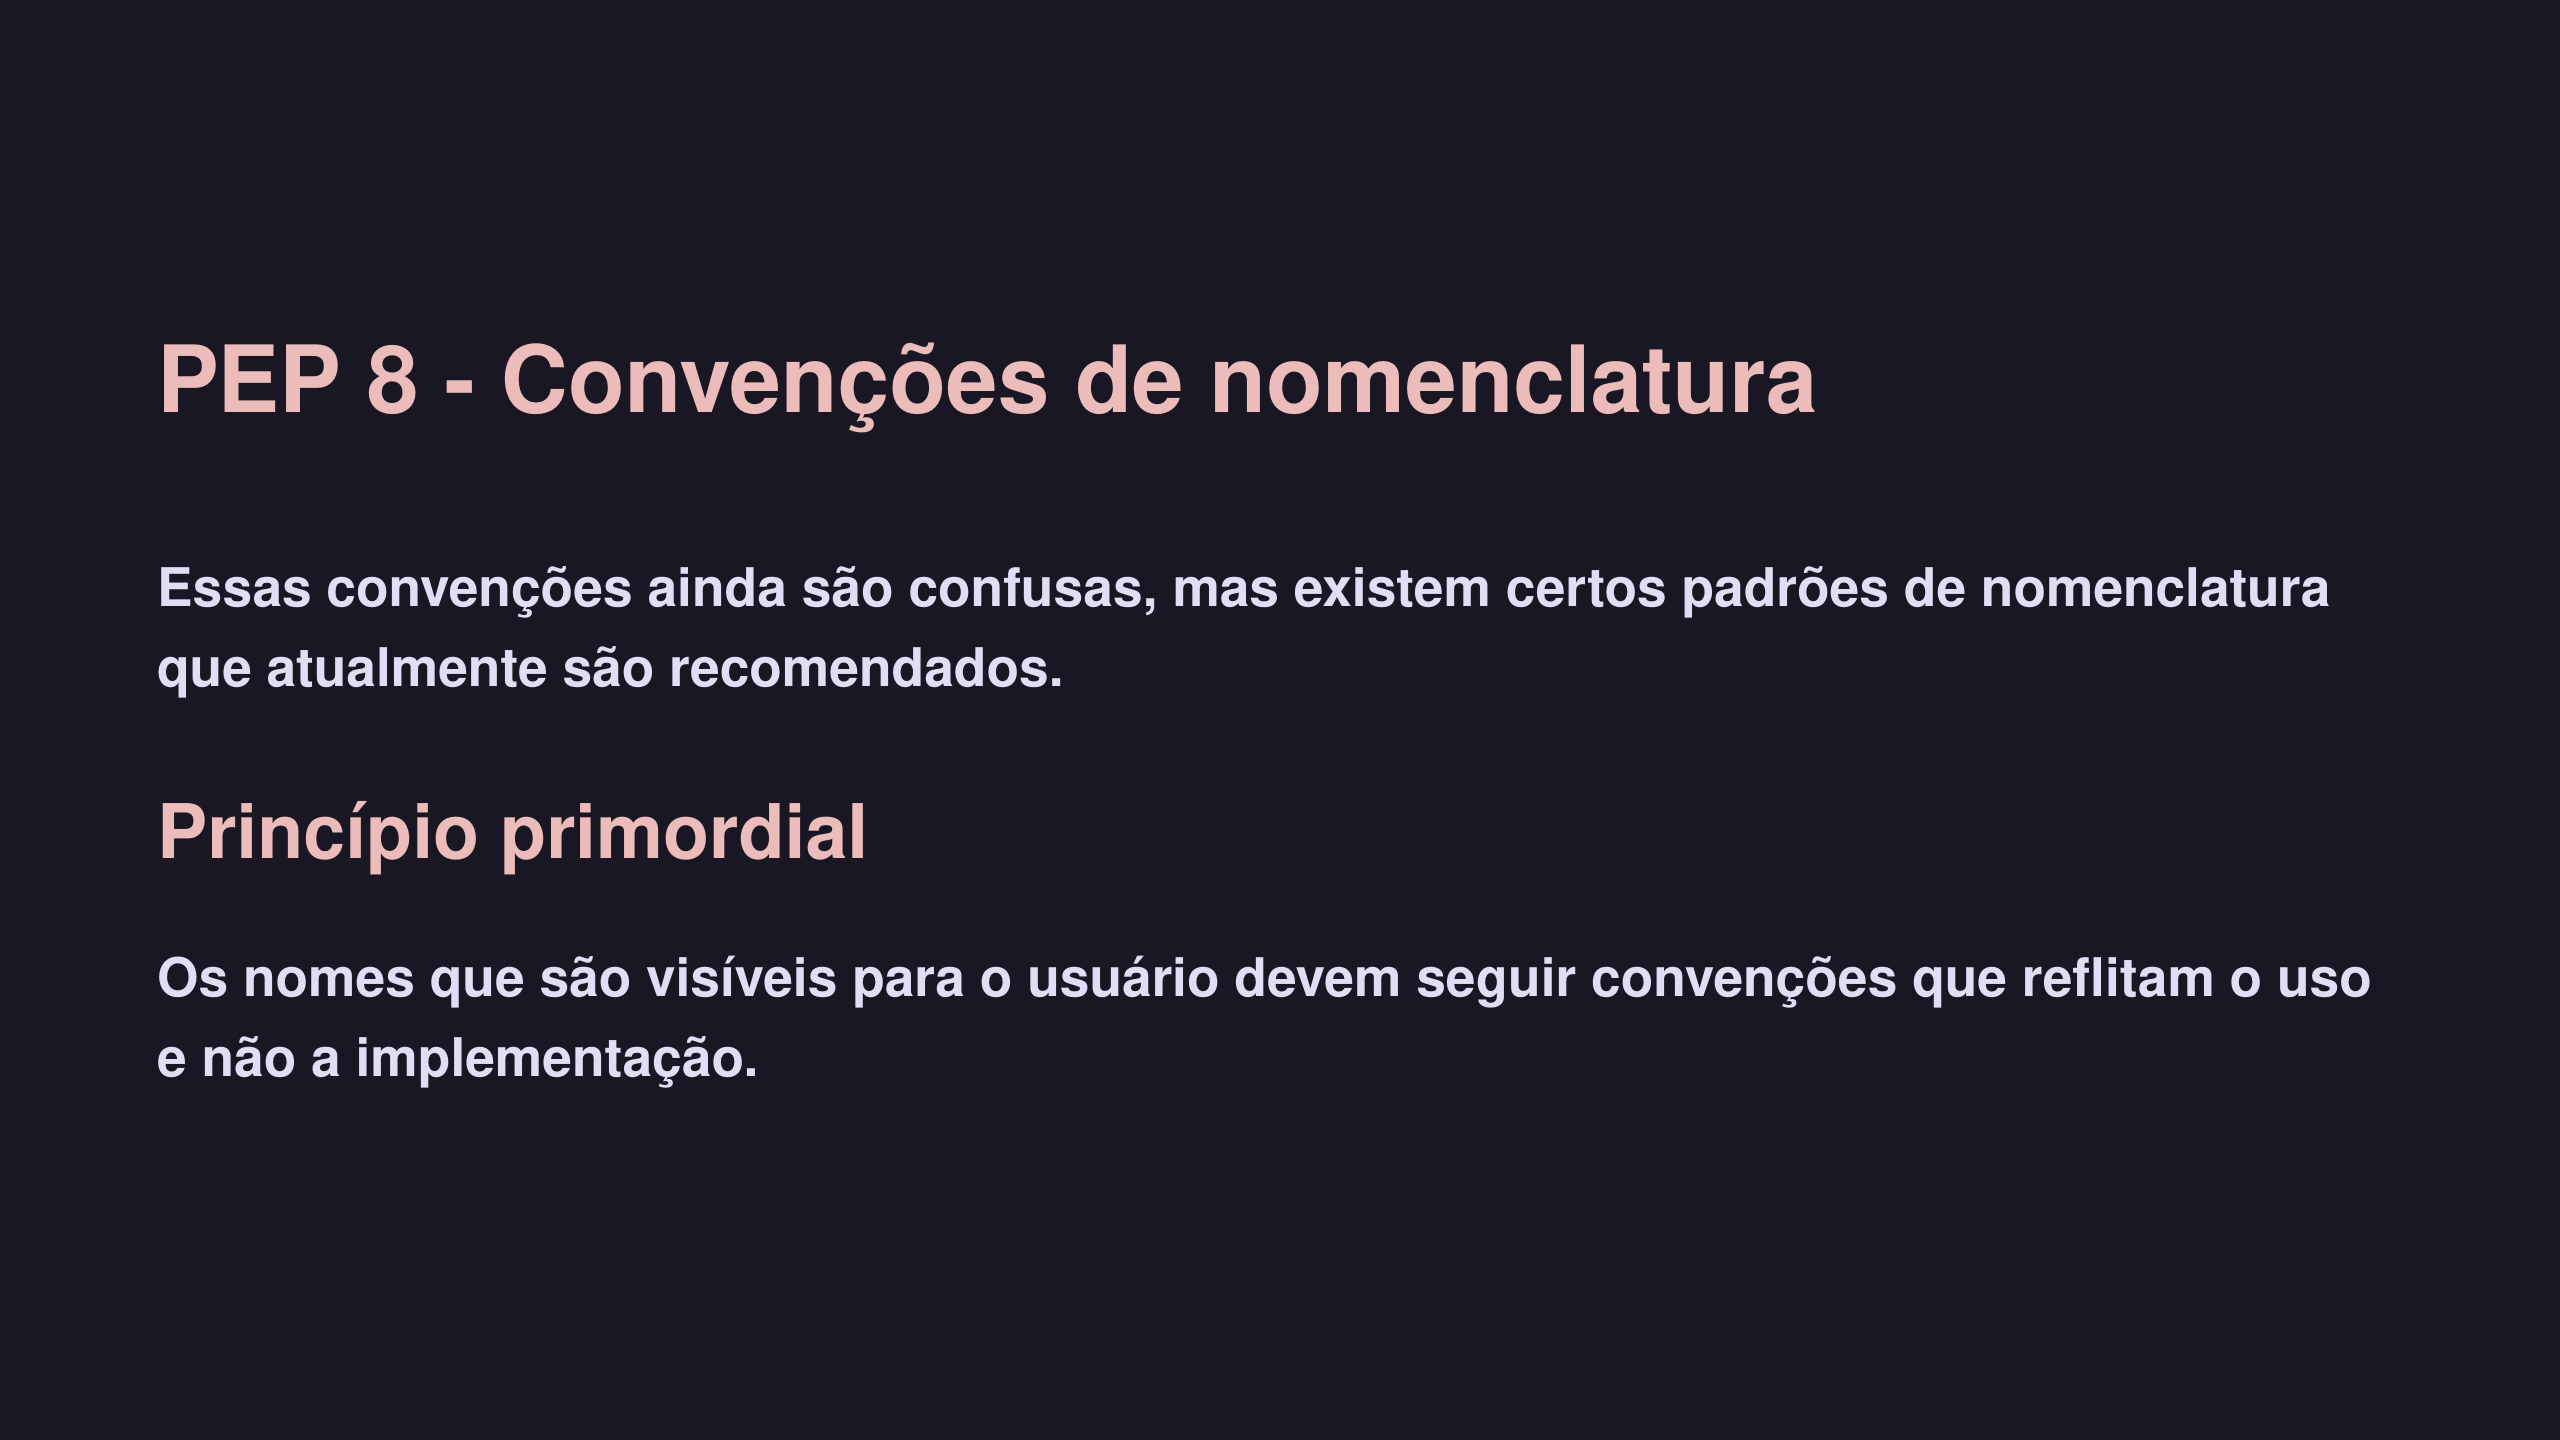 PEP 8 - Convenções de nomenclatura
Essas convenções ainda são confusas, mas existem certos padrões de nomenclatura
que atualmente são recomendados.
Princípio primordial
Os nomes que são visíveis para o usuário devem seguir convenções que reflitam o uso
e não a implementação.